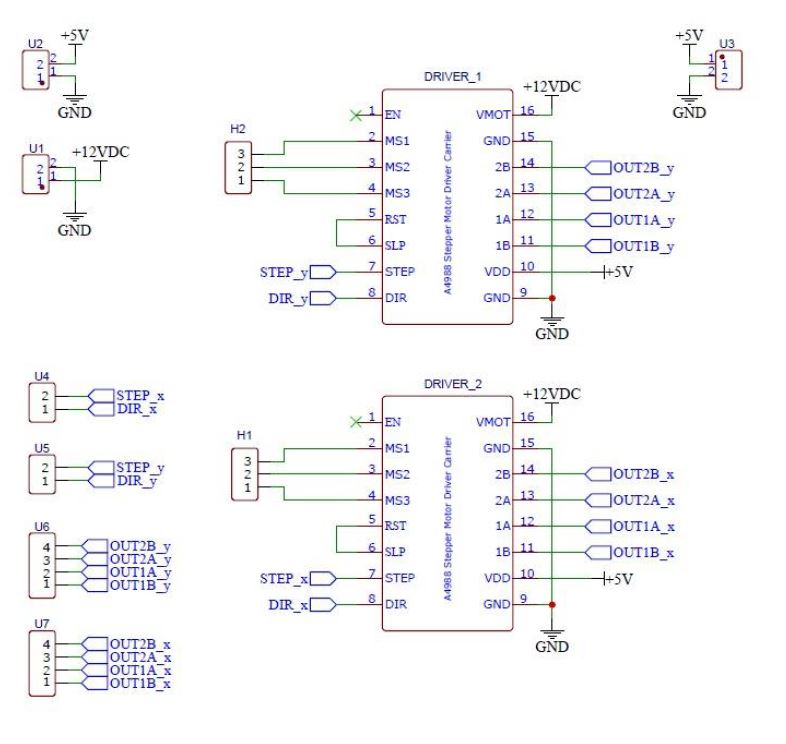 U2
+5V
2 2
1 1
GND
U1
+12VDC
2 2
1 1
GND
+5V
U3
1 1
2 2
GND
DRIVER_1
A4988 Stepper Motor Driver Carrier
+12VDC
1 EN VMOT 16
2 MS1 GND 15
3 MS2 2B 14 OUT2B_y
4 MS3 2A 13 OUT2A_y
5 RST 1A 12 OUT1A_y
6 SLP 1B 11 OUT1B_y
STEP_y 7 STEP VDD 10 +5V
DIR_y 8 DIR GND 9
GND
H2
3
2
1
U4
2 STEP_x
1 DIR_x
U5
2 STEP_y
1 DIR_y
U6
4 OUT2B_y
3 OUT2A_y
2 OUT1A_y
1 OUT1B_y
U7
4 OUT2B_x
3 OUT2A_x
2 OUT1A_x
1 OUT1B_x
DRIVER_2
A4988 Stepper Motor Driver Carrier
+12VDC
1 EN VMOT 16
2 MS1 GND 15
3 MS2 2B 14 OUT2B_x
4 MS3 2A 13 OUT2A_x
5 RST 1A 12 OUT1A_x
6 SLP 1B 11 OUT1B_x
STEP_x 7 STEP VDD 10 +5V
DIR_x 8 DIR GND 9
GND
H1
3
2
1